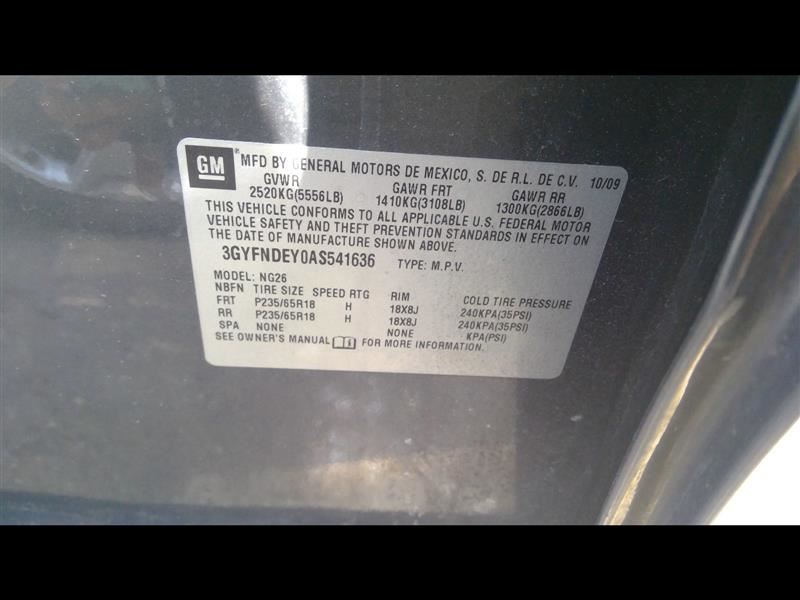 GM MFD BY GENERAL MOTORS DE MEXICO, S. DE R.L. DE C.V. 10/09
GVWR GAWR FRT GAWR RR
2520KG(5556LB) 1410KG(3108LB) 1300KG(2866LB)
THIS VEHICLE CONFORMS TO ALL APPLICABLE U.S. FEDERAL MOTOR
VEHICLE SAFETY AND THEFT PREVENTION STANDARDS IN EFFECT ON
THE DATE OF MANUFACTURE SHOWN ABOVE.
3GYFNDEY0AS541636 TYPE: M.P.V.
MODEL: NG26
NBFN TIRE SIZE SPEED RTG RIM COLD TIRE PRESSURE
FRT P235/65R18 H 18X8J 240KPA(35PSI)
RR P235/65R18 H 18X8J 240KPA(35PSI)
SPA NONE NONE KPA(PSI)
SEE OWNER'S MANUAL FOR MORE INFORMATION.